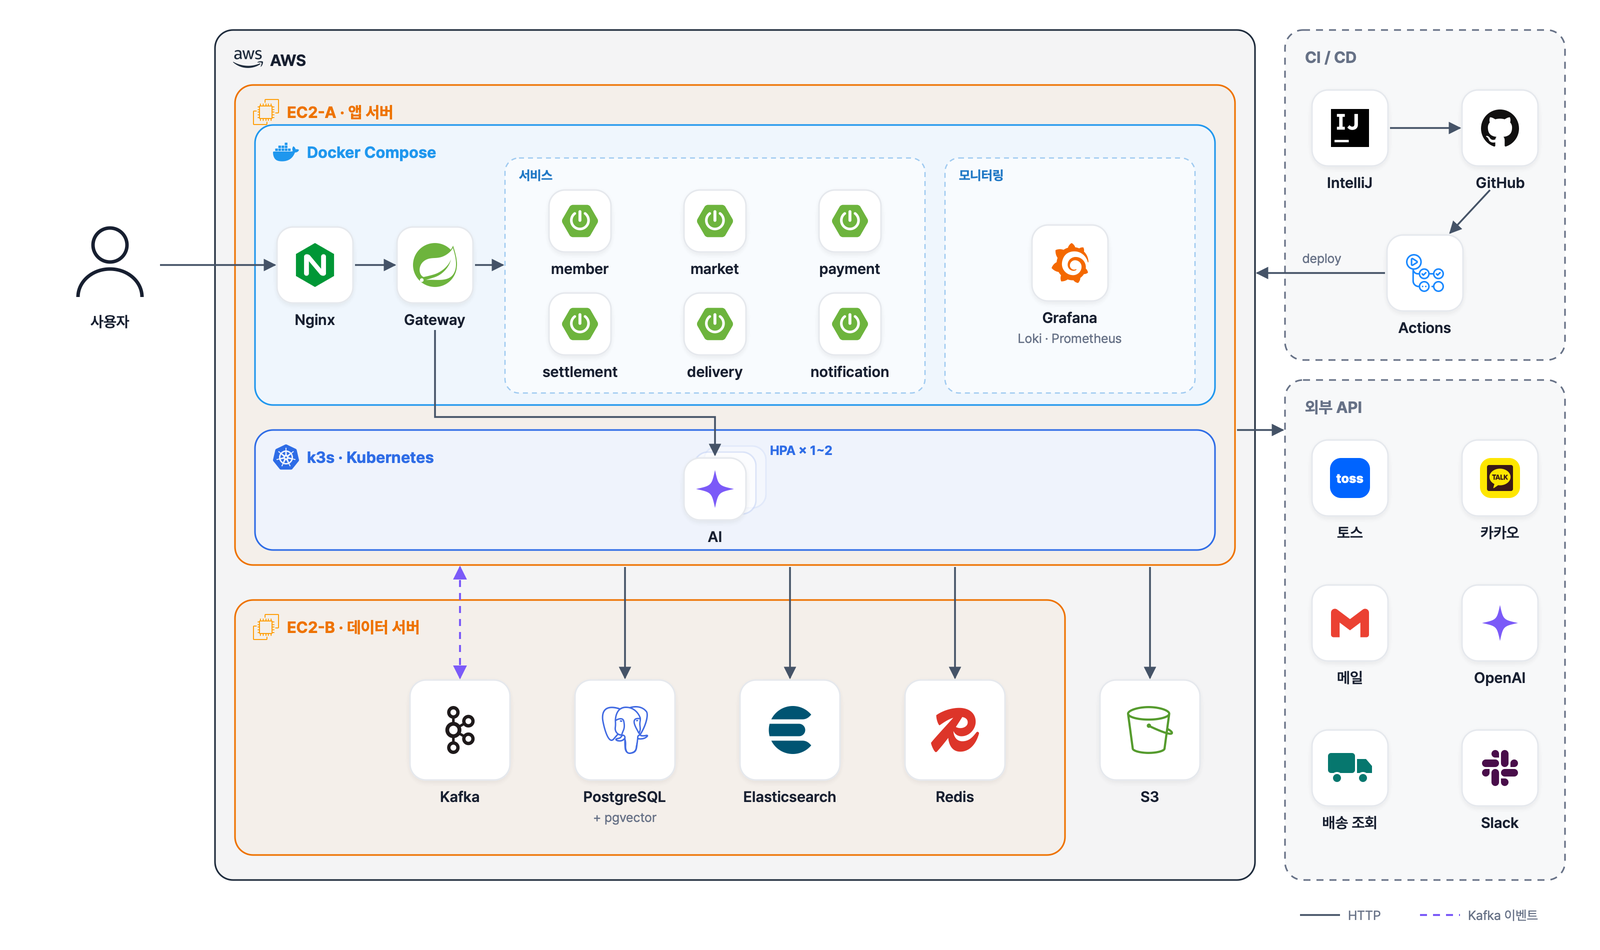 aws AWS
EC2-A · 앱 서버
Docker Compose
서비스
모니터링
member
market
payment
사용자
Nginx
Gateway
settlement
delivery
notification
Grafana
Loki · Prometheus
k3s · Kubernetes
HPA × 1~2
AI
EC2-B · 데이터 서버
Kafka
PostgreSQL
+ pgvector
Elasticsearch
Redis
S3
CI / CD
IJ
IntelliJ
GitHub
deploy
Actions
외부 API
toss
TALK
토스
카카오
메일
OpenAI
배송 조회
Slack
HTTP
Kafka 이벤트